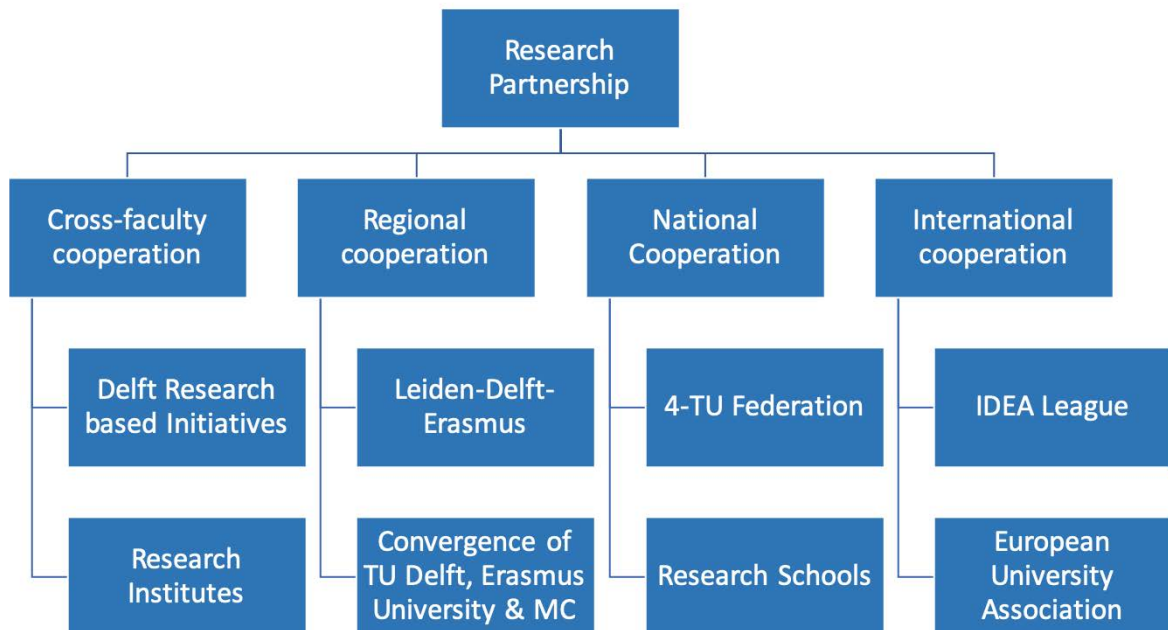 Research
Partnership
Cross-faculty
cooperation
Regional
cooperation
National
Cooperation
International
cooperation
Delft Research
based Initiatives
Leiden-Delft-
Erasmus
4-TU Federation
IDEA League
Research
Institutes
Convergence of
TU Delft, Erasmus
University & MC
Research Schools
European
University
Association